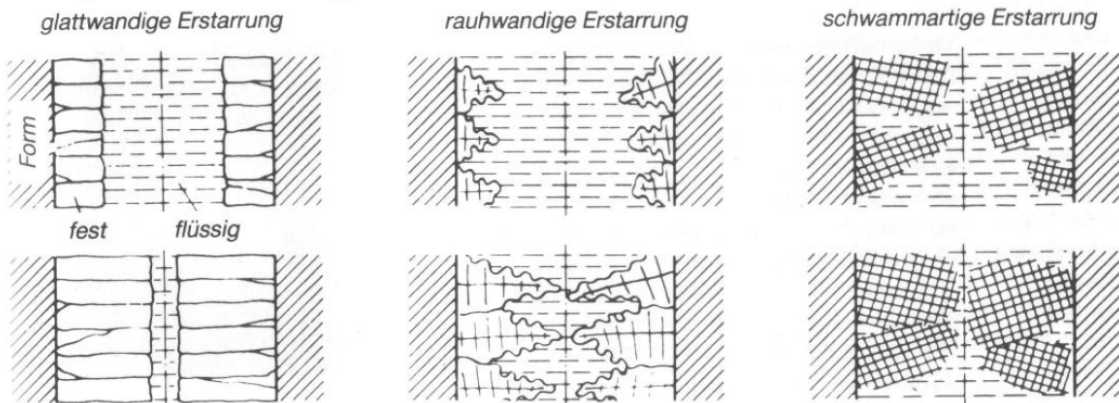 glattwandige Erstarrung
rauhwandige Erstarrung
schwammartige Erstarrung
Form
fest
flüssig